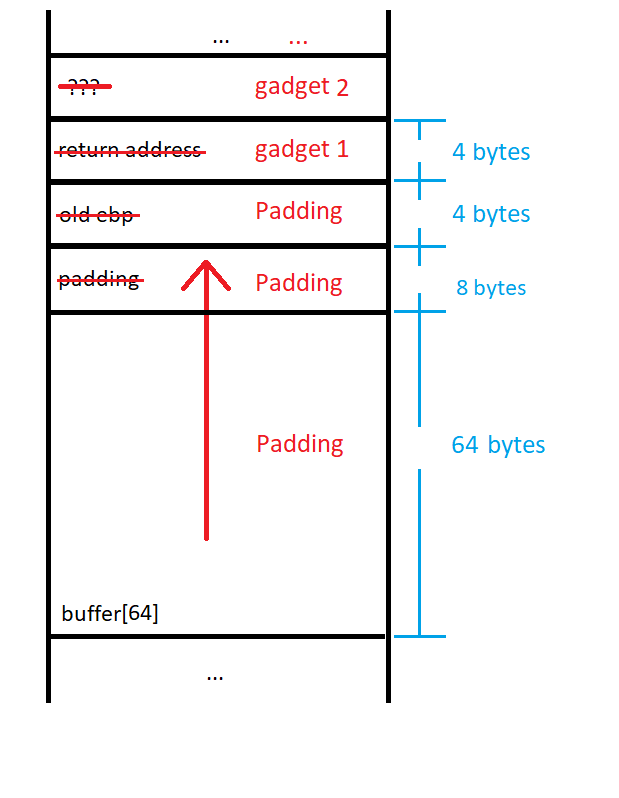 ... ...
??? gadget 2
return address gadget 1 4 bytes
old ebp Padding 4 bytes
padding Padding 8 bytes
Padding 64 bytes
buffer[64]
...